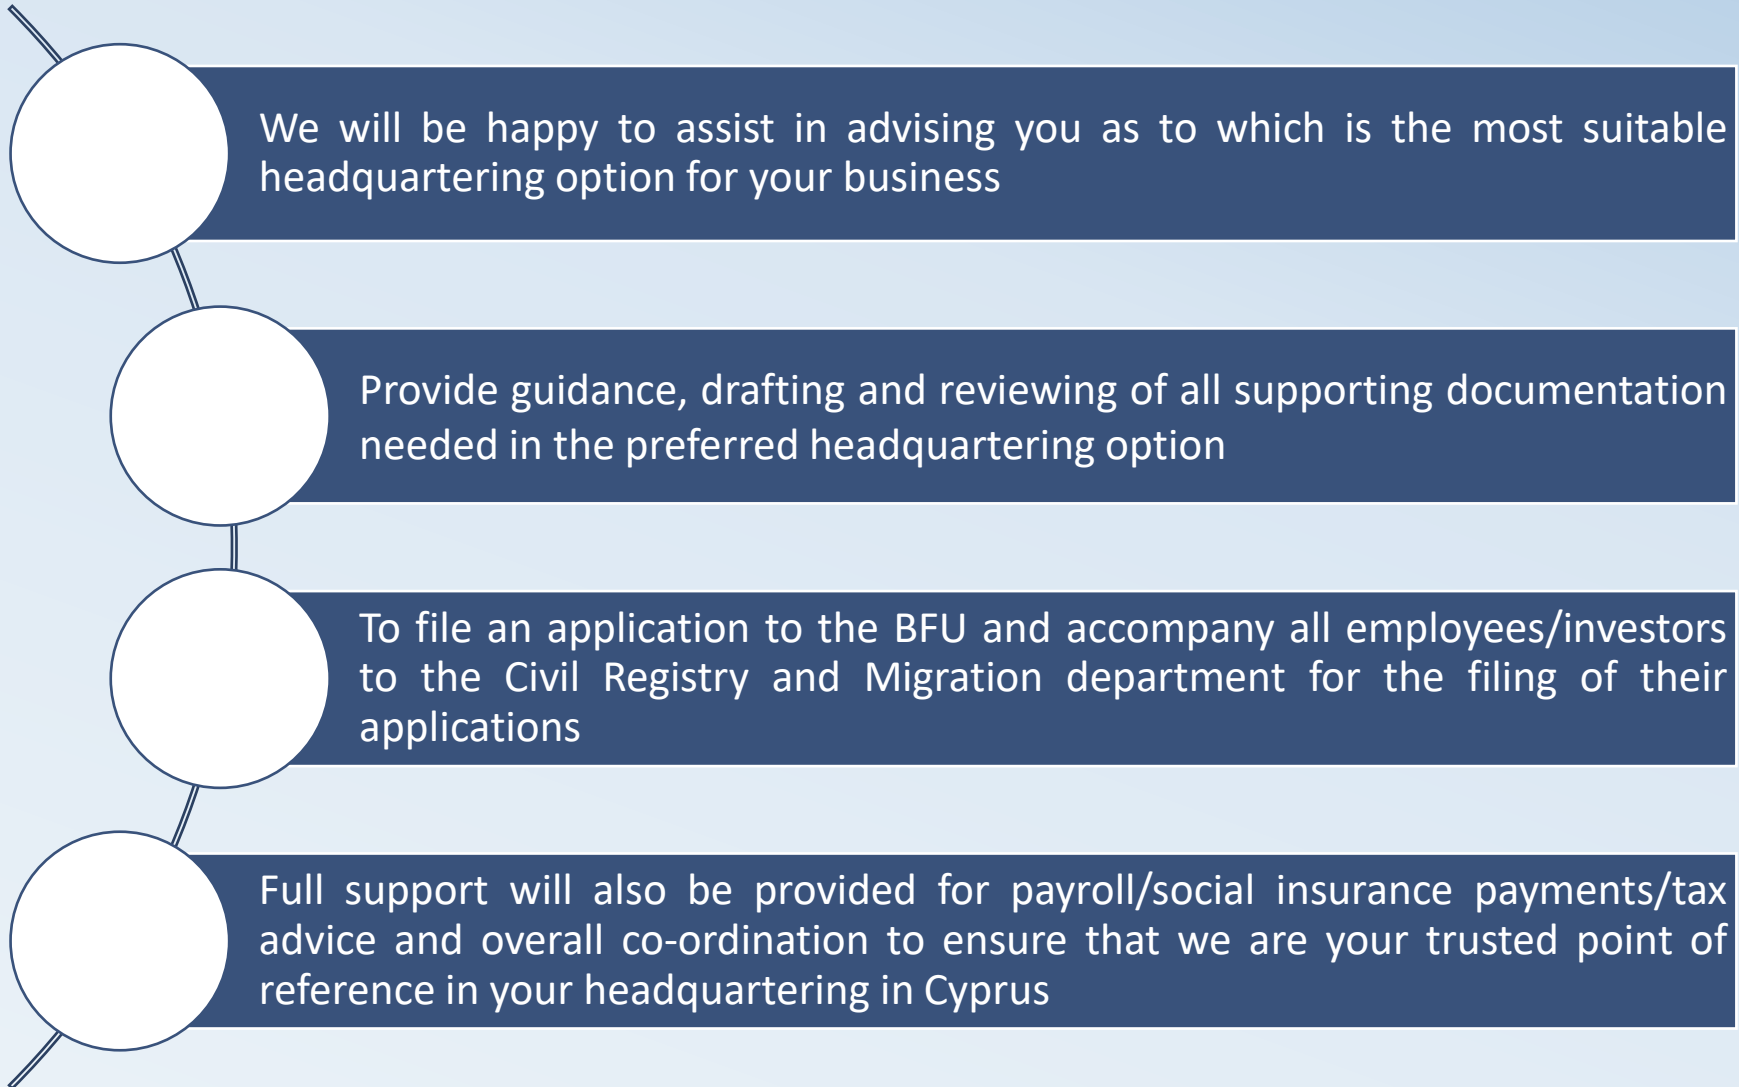 We will be happy to assist in advising you as to which is the most suitable
headquartering option for your business
Provide guidance, drafting and reviewing of all supporting documentation
needed in the preferred headquartering option
To file an application to the BFU and accompany all employees/investors
to the Civil Registry and Migration department for the filing of their
applications
Full support will also be provided for payroll/social insurance payments/tax
advice and overall co-ordination to ensure that we are your trusted point of
reference in your headquartering in Cyprus